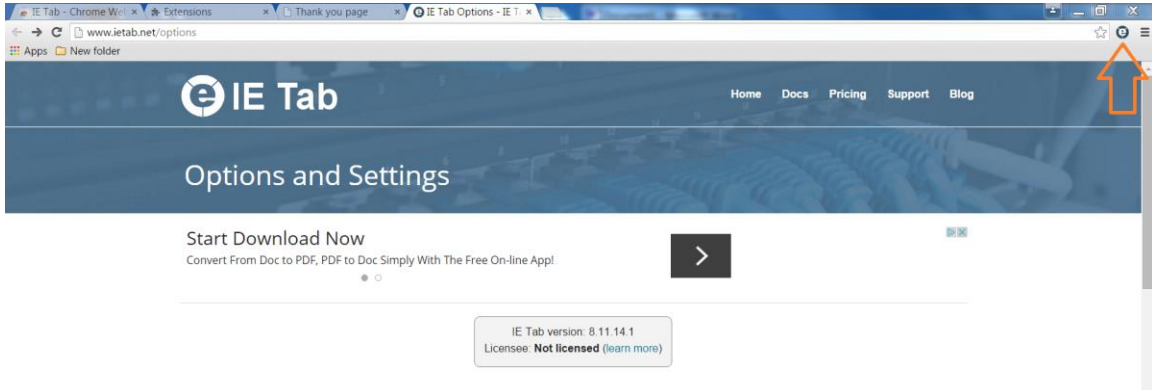 IE Tab - Chrome We
Extensions
Thank you page
IE Tab Options - IE T
www.ietab.net/options
Apps New folder
IE Tab
Home Docs Pricing Support Blog
Options and Settings
Start Download Now
Convert From Doc to PDF, PDF to Doc Simply With The Free On-line App!
IE Tab version: 8.11.14.1
Licensee: Not licensed (learn more)